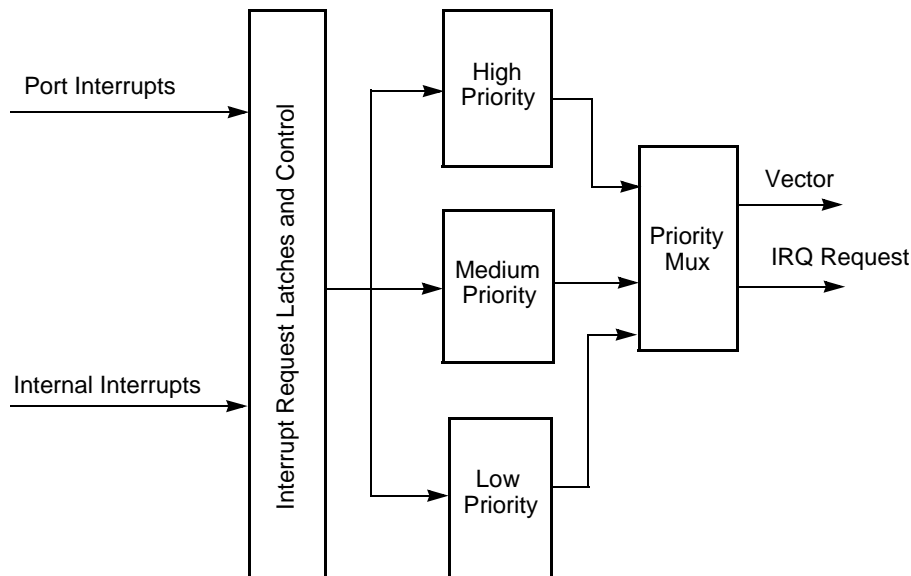 Port Interrupts
Internal Interrupts
Interrupt Request Latches and Control
High
Priority
Medium
Priority
Low
Priority
Priority
Mux
Vector
IRQ Request